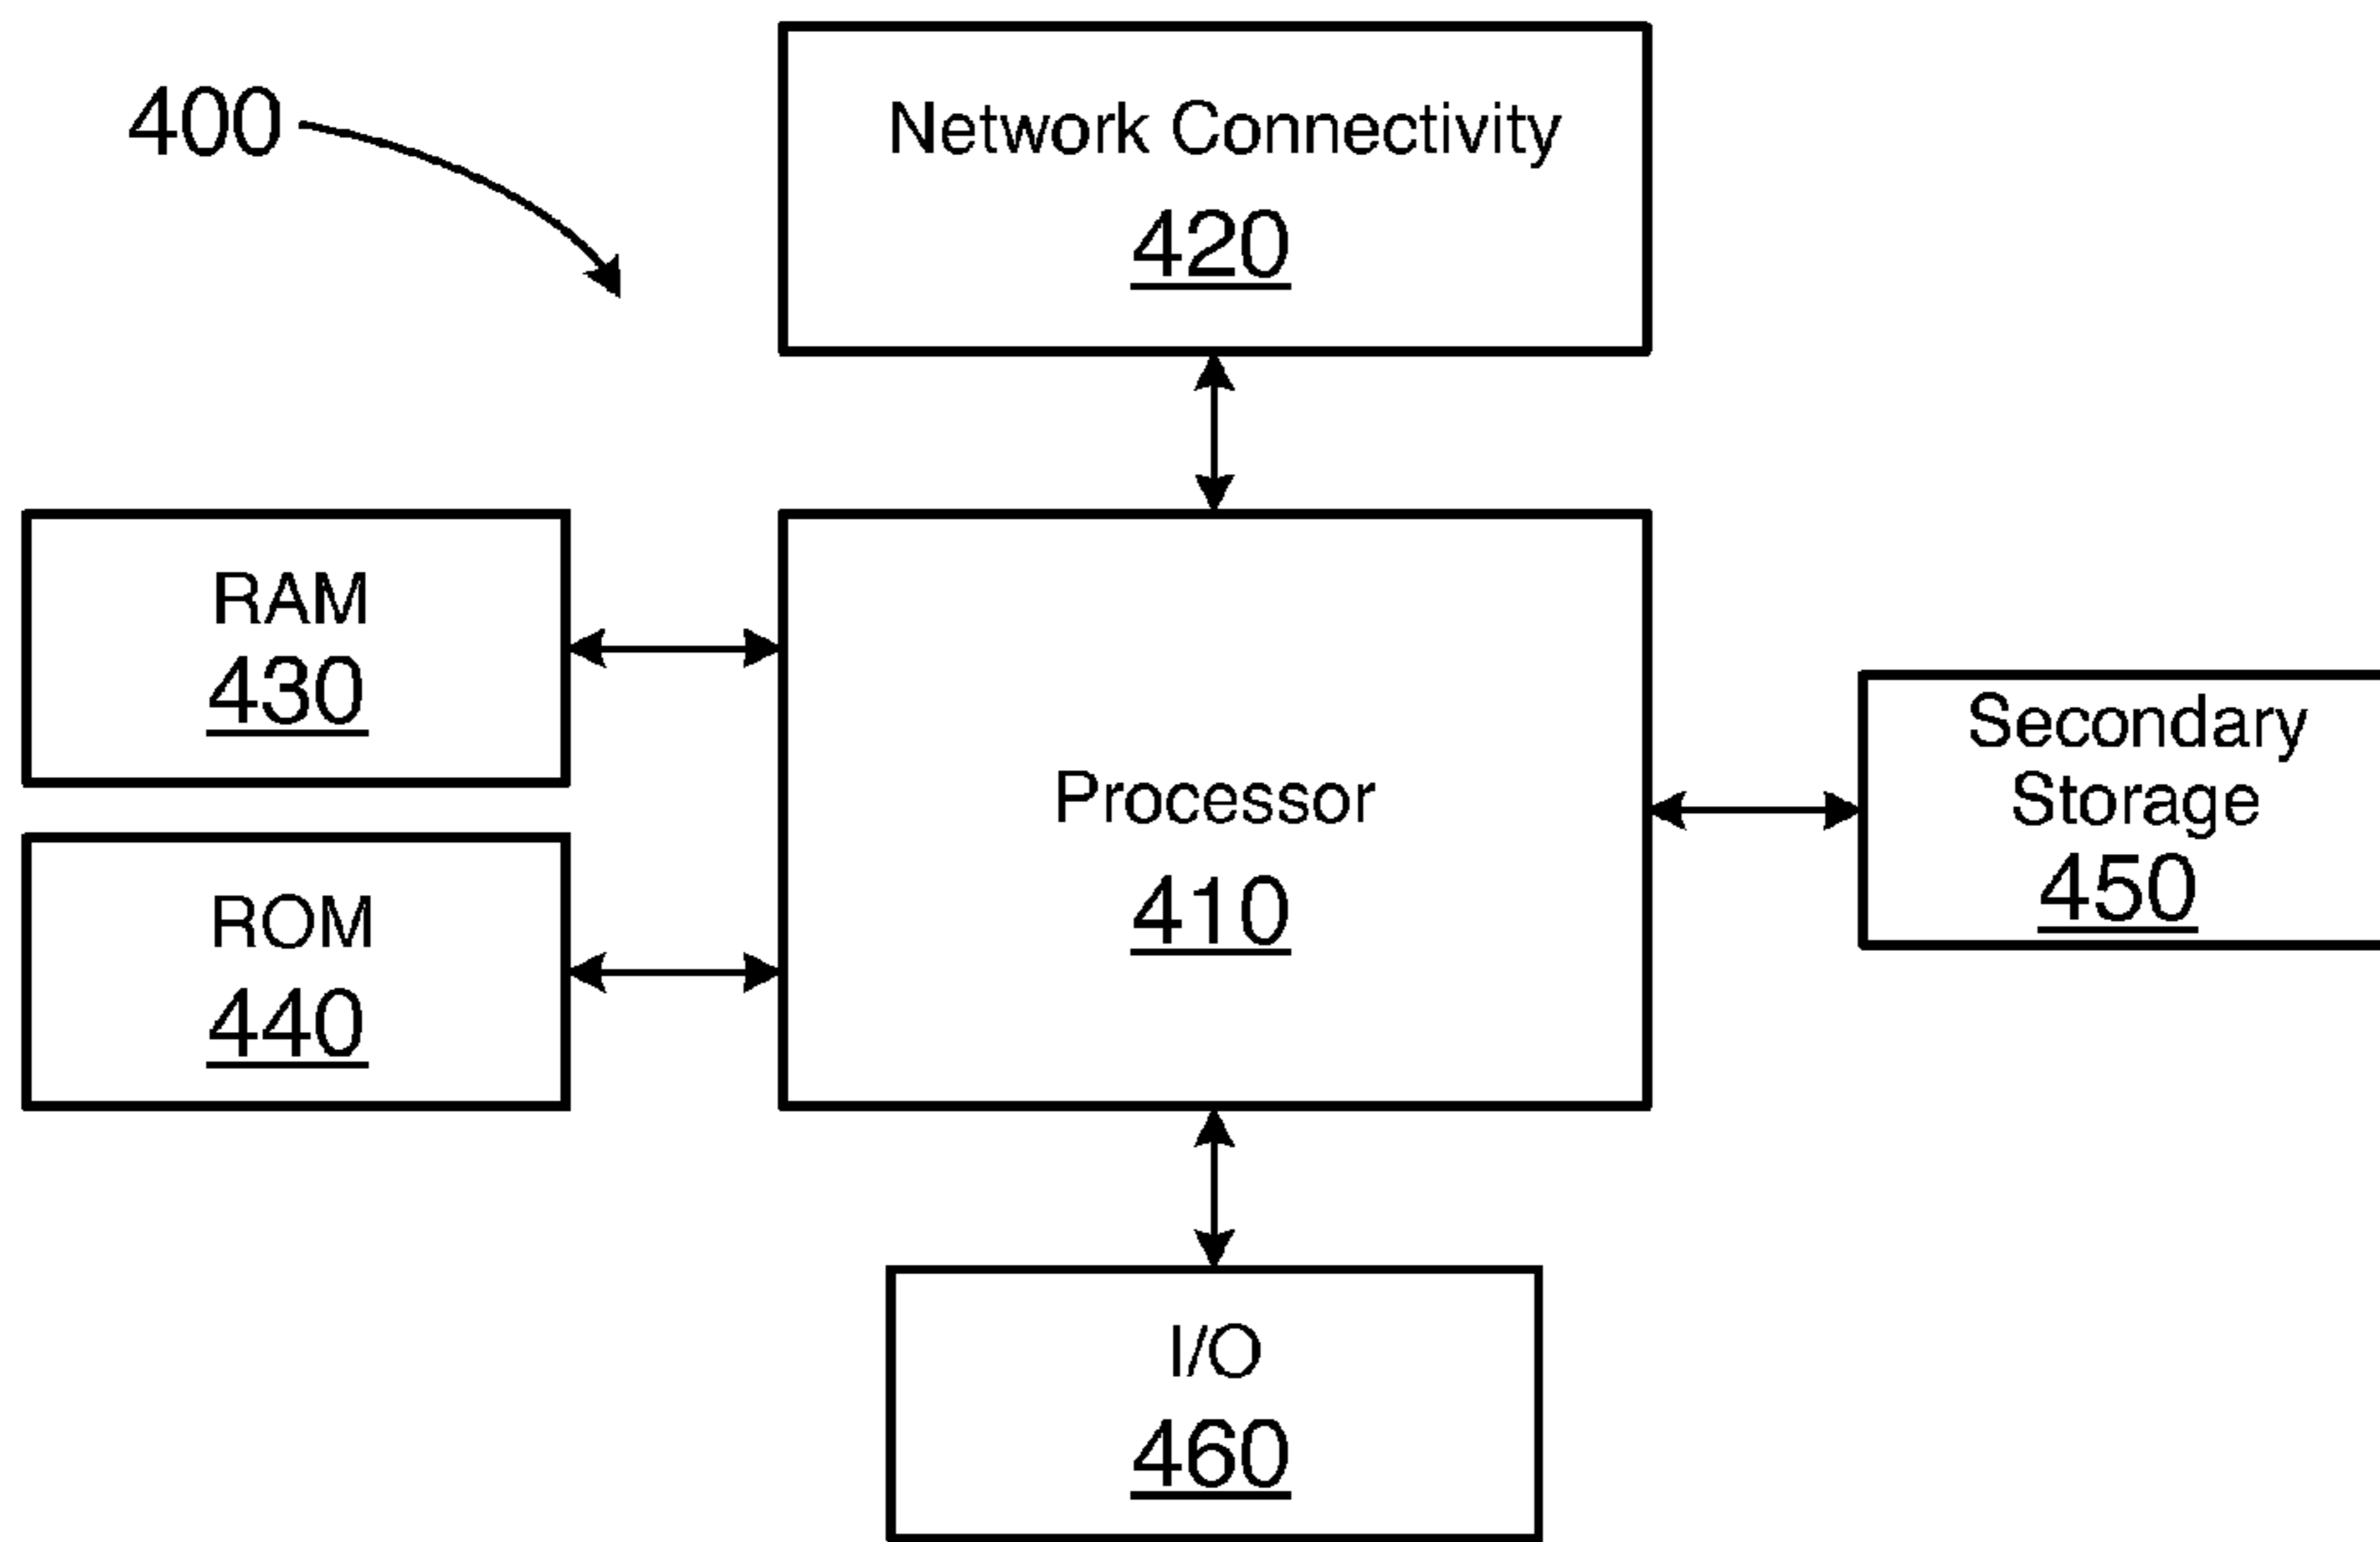 400
Network Connectivity
420
RAM
430
ROM
440
Processor
410
Secondary
Storage
450
I/O
460